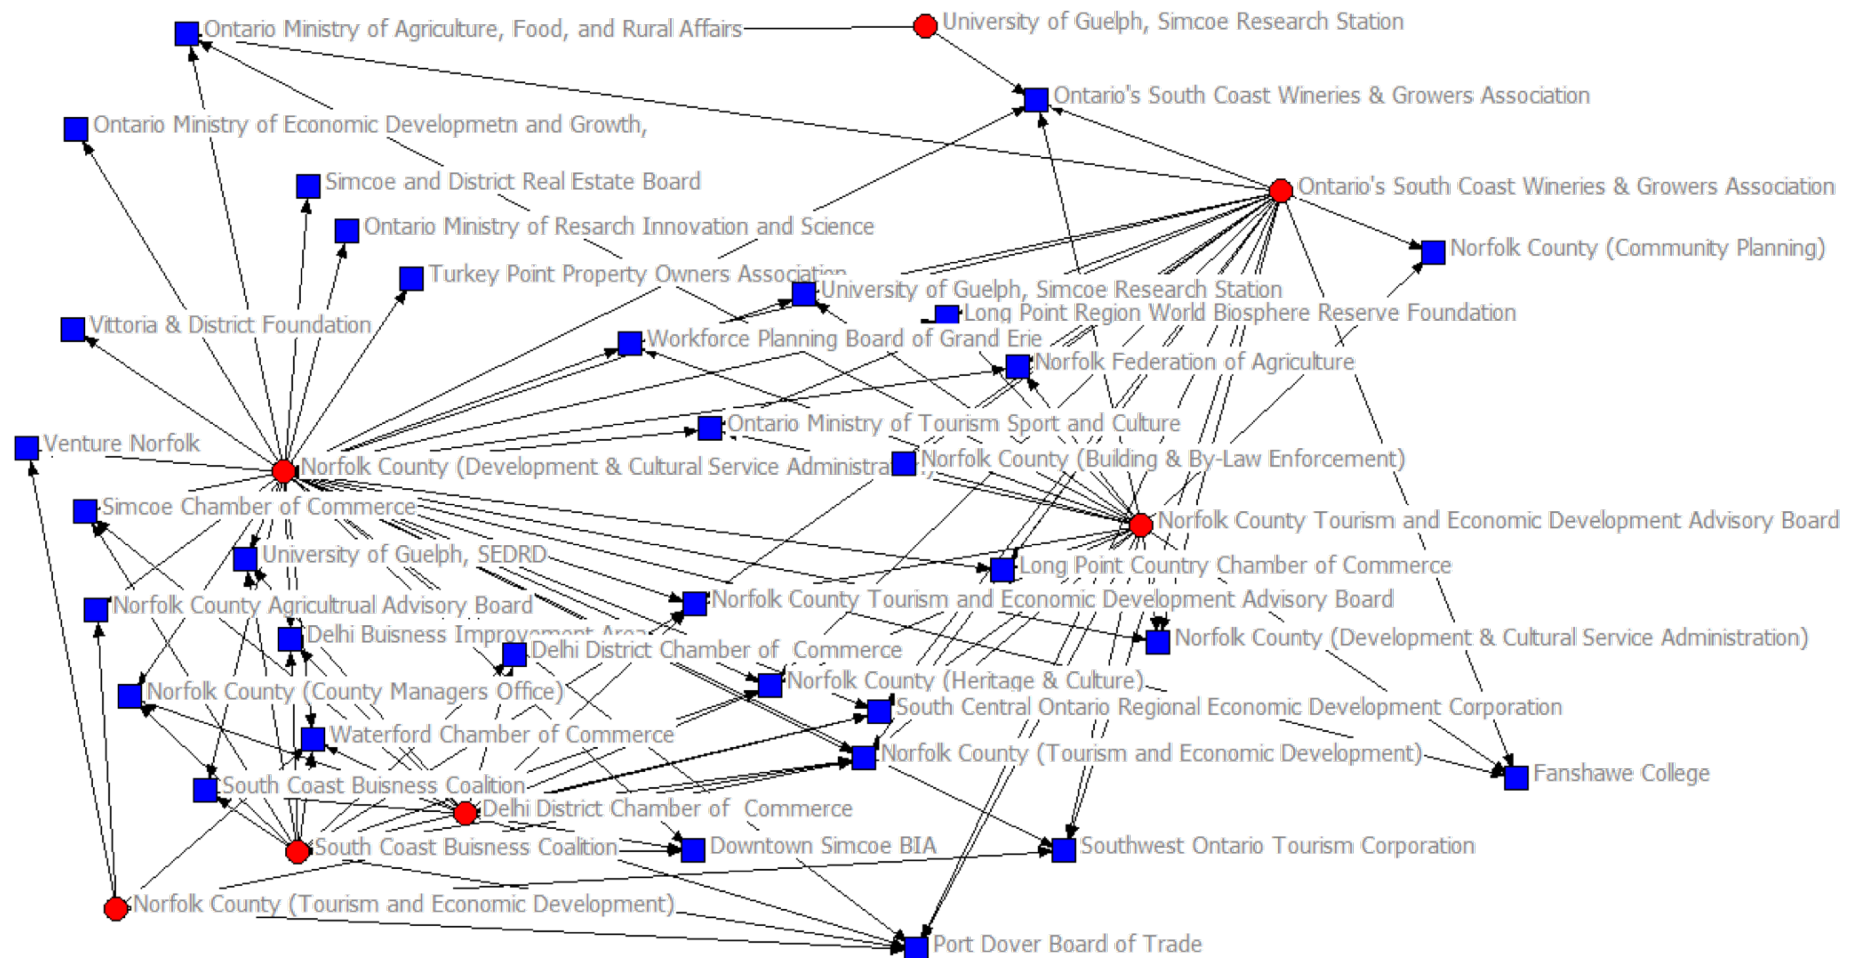 University of Guelph, Simcoe Research Station
Ontario Ministry of Agriculture, Food, and Rural Affairs
Ontario's South Coast Wineries & Growers Association
Ontario Ministry of Economic Developmetn and Growth,
Simcoe and District Real Estate Board
Ontario's South Coast Wineries & Growers Association
Ontario Ministry of Resarch Innovation and Science
Norfolk County (Community Planning)
Turkey Point Property Owners Association
University of Guelph, Simcoe Research Station
Long Point Region World Biosphere Reserve Foundation
Vittoria & District Foundation
Workforce Planning Board of Grand Erie
Norfolk Federation of Agriculture
Ontario Ministry of Tourism Sport and Culture
Venture Norfolk
Norfolk County (Building & By-Law Enforcement)
Norfolk County (Development & Cultural Service Administration)
Simcoe Chamber of Commerce
Norfolk County Tourism and Economic Development Advisory Board
University of Guelph, SEDRD
Long Point Country Chamber of Commerce
Norfolk County Tourism and Economic Development Advisory Board
Norfolk County Agricultrual Advisory Board
Delhi Buisness Improvement Area
Norfolk County (Development & Cultural Service Administration)
Delhi District Chamber of Commerce
Norfolk County (Heritage & Culture)
Norfolk County (County Managers Office)
South Central Ontario Regional Economic Development Corporation
Waterford Chamber of Commerce
Norfolk County (Tourism and Economic Development)
Fanshawe College
South Coast Buisness Coalition
Delhi District Chamber of Commerce
South Coast Buisness Coalition
Downtown Simcoe BIA
Southwest Ontario Tourism Corporation
Norfolk County (Tourism and Economic Development)
Port Dover Board of Trade